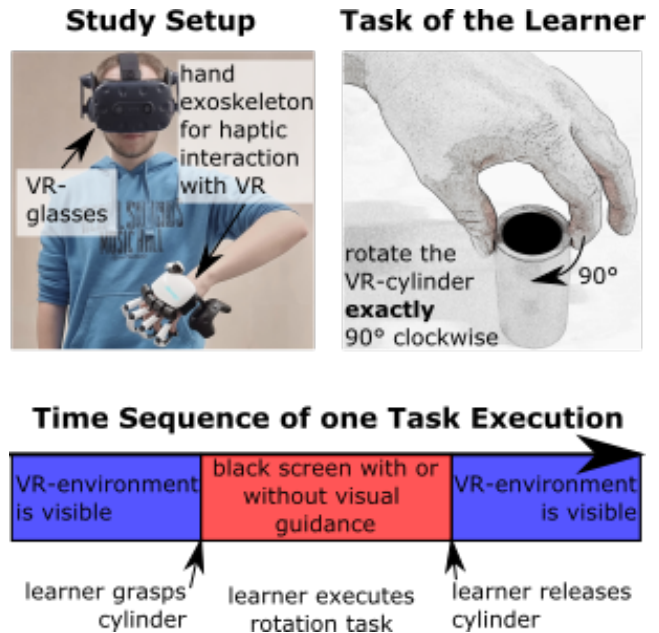 Study Setup
hand
exoskeleton
for haptic
interaction
with VR
VR-
glasses
Task of the Learner
rotate the
VR-cylinder
exactly
90° clockwise
90°
Time Sequence of one Task Execution
VR-environment
is visible
black screen with or
without visual
guidance
VR-environment
is visible
learner grasps
cylinder
learner executes
rotation task
learner releases
cylinder